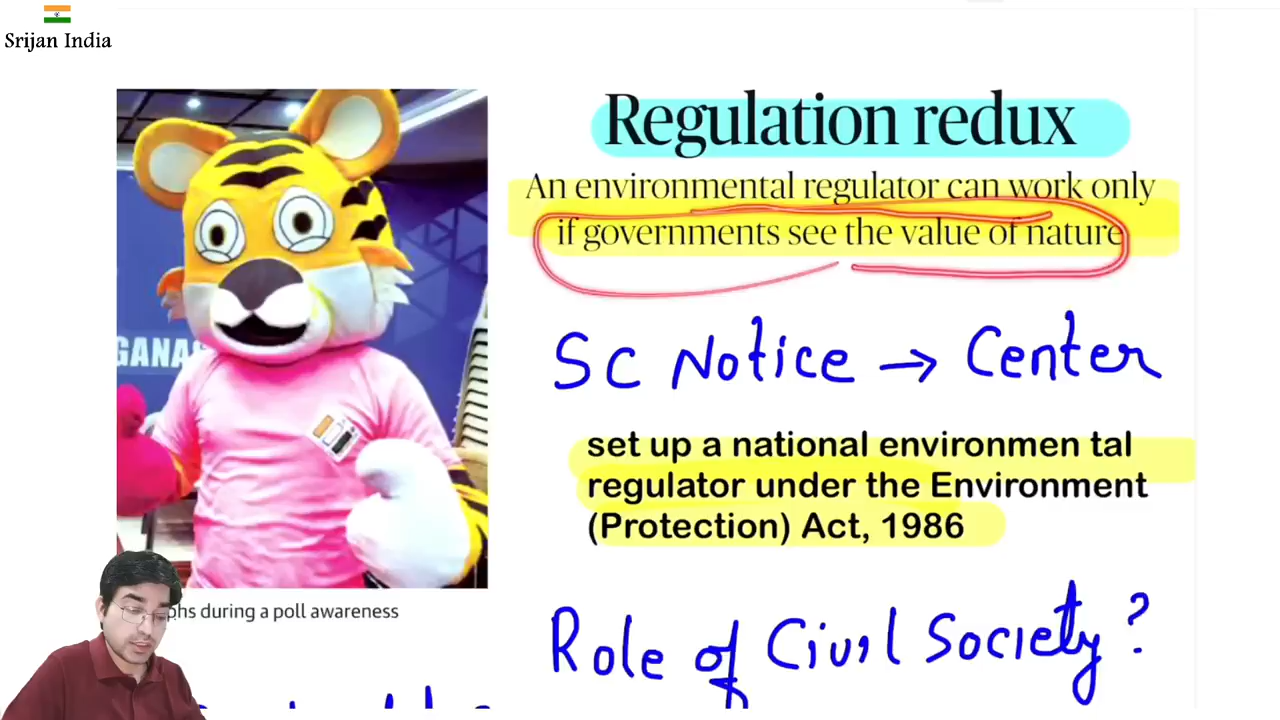 Srijan India
Regulation redux
An environmental regulator can work only
if governments see the value of nature
SC Notice → Center
set up a national environmen tal
regulator under the Environment
(Protection) Act, 1986
GANA
during a poll awareness
Role of Civil Society?